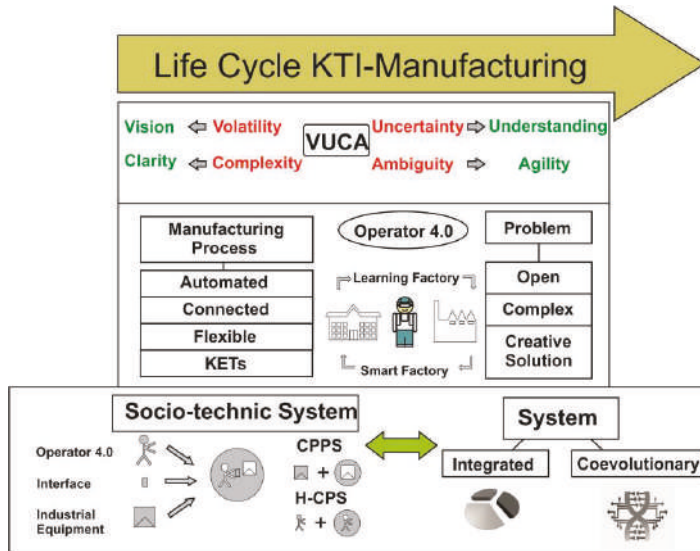 Life Cycle KTI-Manufacturing
Vision Volatility VUCA Uncertainty Understanding
Clarity Complexity Ambiguity Agility
Manufacturing
Process
Automated
Connected
Flexible
KETs
Operator 4.0
Learning Factory
Smart Factory
Problem
Open
Complex
Creative
Solution
Socio-technic System
Operator 4.0
Interface
Industrial
Equipment
CPPS
+
H-CPS
+
System
Integrated
Coevolutionary